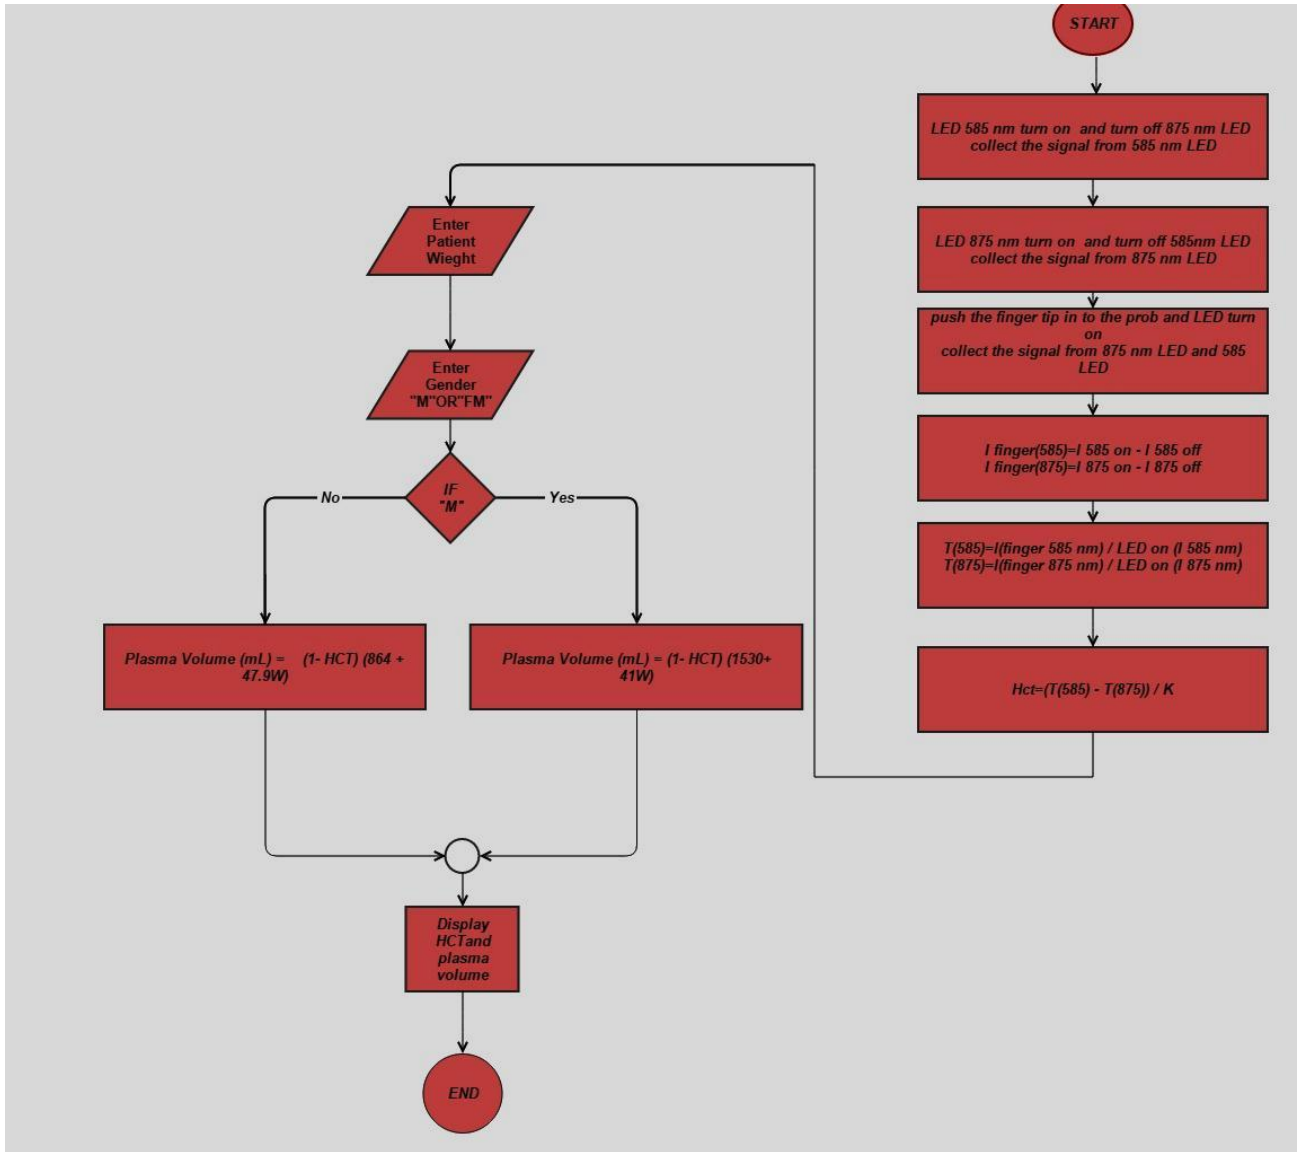 START
LED 585 nm turn on and turn off 875 nm LED
collect the signal from 585 nm LED
LED 875 nm turn on and turn off 585nm LED
collect the signal from 875 nm LED
push the finger tip in to the prob and LED turn
on
collect the signal from 875 nm LED and 585
LED
I finger(585)=I 585 on - I 585 off
I finger(875)=I 875 on - I 875 off
T(585)=I(finger 585 nm) / LED on (I 585 nm)
T(875)=I(finger 875 nm) / LED on (I 875 nm)
Hct=(T(585) - T(875)) / K
Enter
Patient
Wieght
Enter
Gender
"M"OR"FM"
IF
"M"
No
Yes
Plasma Volume (mL) = (1- HCT) (864 +
47.9W)
Plasma Volume (mL) = (1- HCT) (1530+
41W)
Display
HCTand
plasma
volume
END